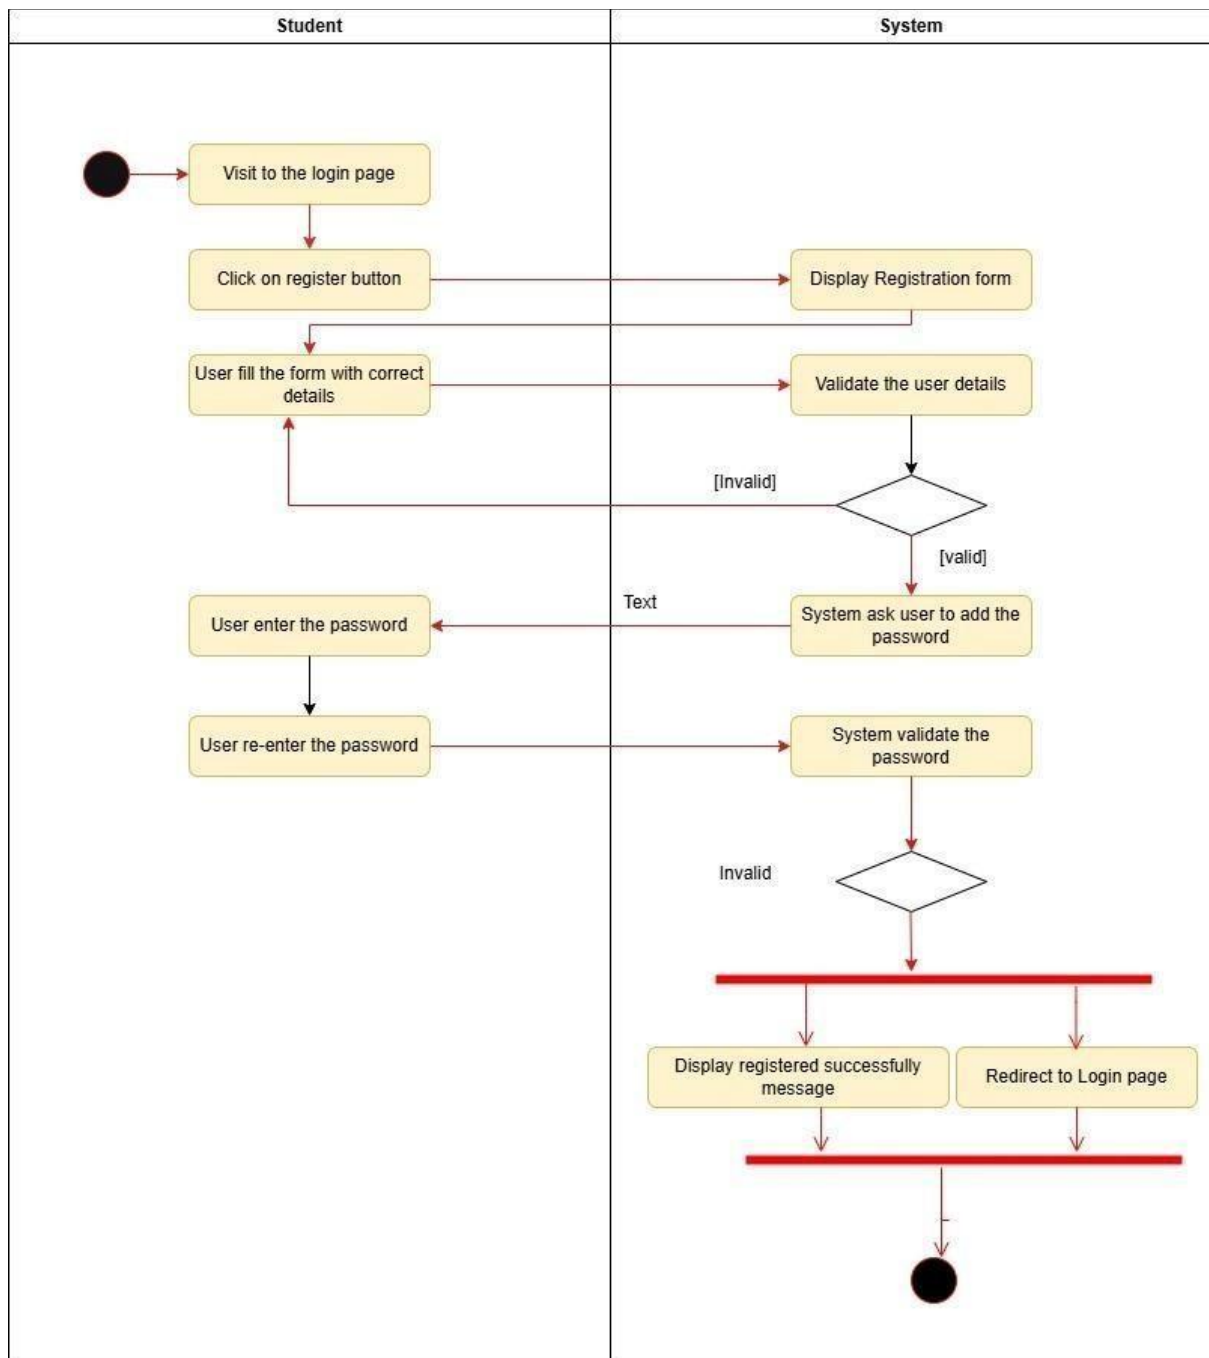 Student
System
Visit to the login page
Click on register button
Display Registration form
User fill the form with correct
details
Validate the user details
[Invalid]
[valid]
Text
User enter the password
System ask user to add the
password
User re-enter the password
System validate the
password
Invalid
Display registered successfully
message
Redirect to Login page